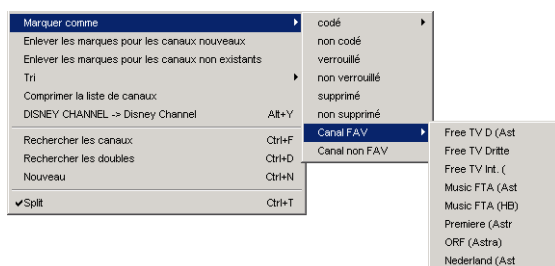 Marquer comme
Enlever les marques pour les canaux nouveaux
Enlever les marques pour les canaux non existants
Tri
Comprimer la liste de canaux
DISNEY CHANNEL -> Disney Channel Alt+Y
Rechercher les canaux Ctrl+F
Rechercher les doubles Ctrl+D
Nouveau Ctrl+N
Split Ctrl+T
codé
non codé
verrouillé
non verrouillé
supprimé
non supprimé
Canal FAV
Canal non FAV
Free TV D (Ast
Free TV Dritte
Free TV Int. (
Music FTA (Ast
Music FTA (HB)
Premiere (Astr
ORF (Astra)
Nederland (Ast